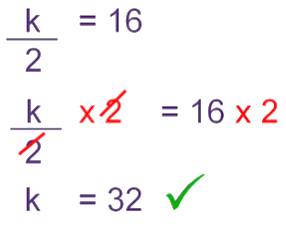 k/2 = 16
k/2 x 2 = 16 x 2
k = 32 ✓